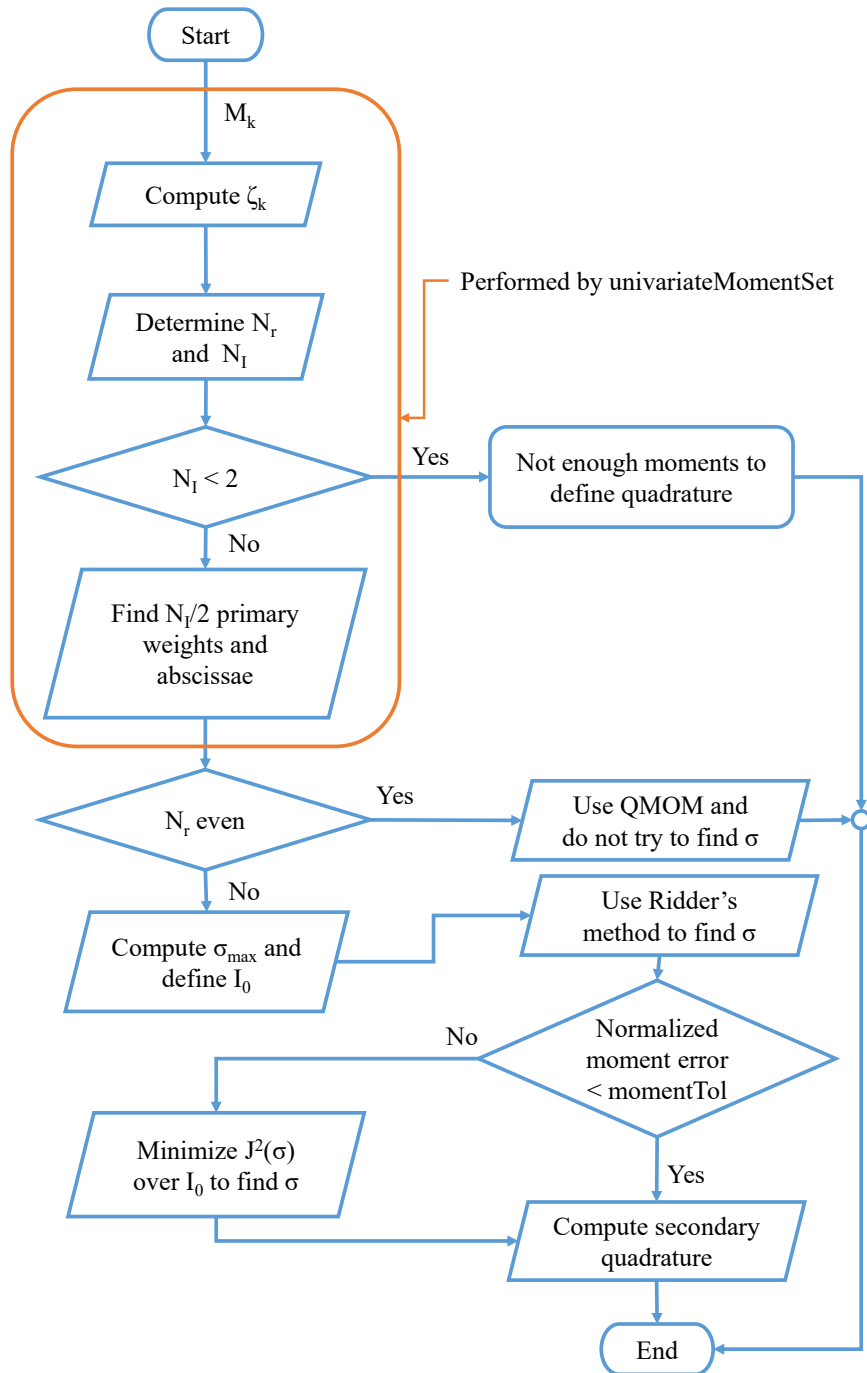 Start
M_k
Compute ζ_k
Determine N_r
and N_I
Performed by univariateMomentSet
N_I < 2
Yes
Not enough moments to
define quadrature
No
Find N_I/2 primary
weights and
abscissae
N_r even
Yes
Use QMOM and
do not try to find σ
No
Compute σ_max and
define I_0
Use Ridder’s
method to find σ
Normalized
moment error
< momentTol
No
Minimize J²(σ)
over I_0 to find σ
Yes
Compute secondary
quadrature
End